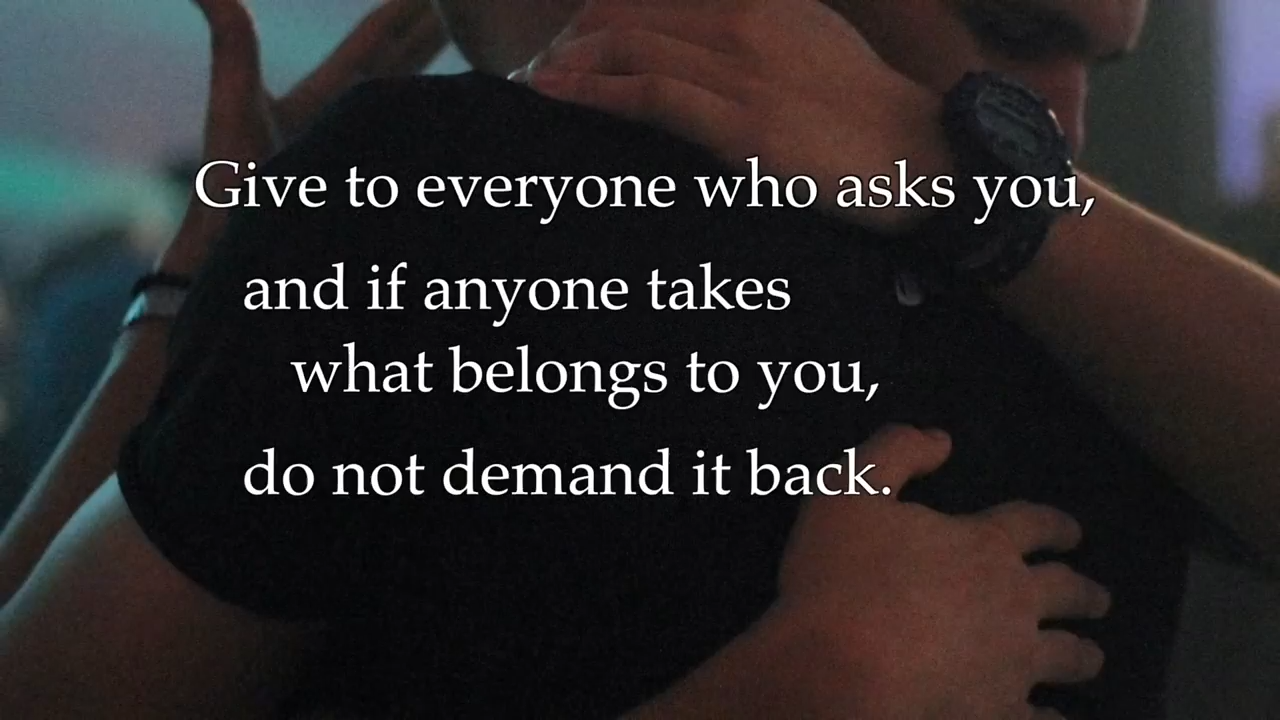 Give to everyone who asks you,
and if anyone takes
what belongs to you,
do not demand it back.